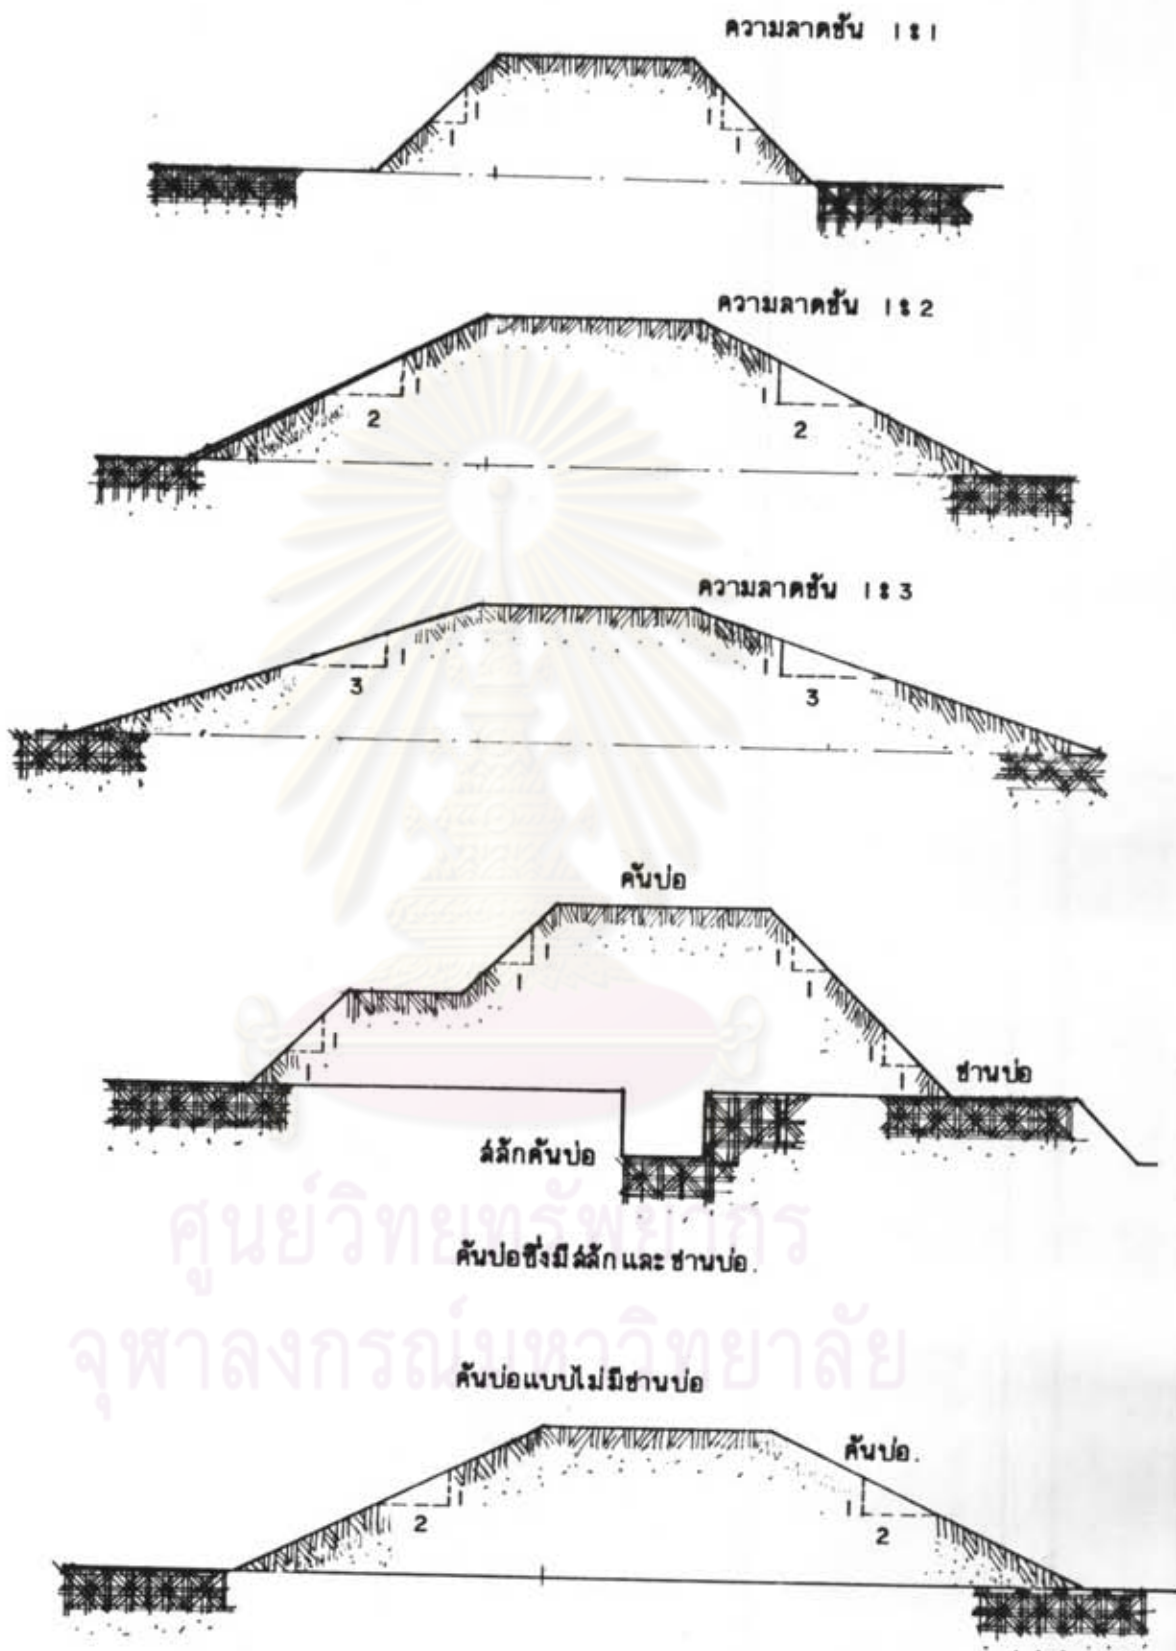 ความลาดชัน 1:1
1 1
1 1
ความลาดชัน 1:2
1 1
2 2
ความลาดชัน 1:3
1 1
3 3
คันบ่อ
1 1
1 1
1 1
1 1
ชานบ่อ
ส์ลักคันบ่อ
ศูนย์วิทยทรัพยากร
คันบ่อซึ่งมีส์ลักและชานบ่อ.
จุฬาลงกรณ์มหาวิทยาลัย
คันบ่อแบบไม่มีชานบ่อ
คันบ่อ.
1 1
2 2